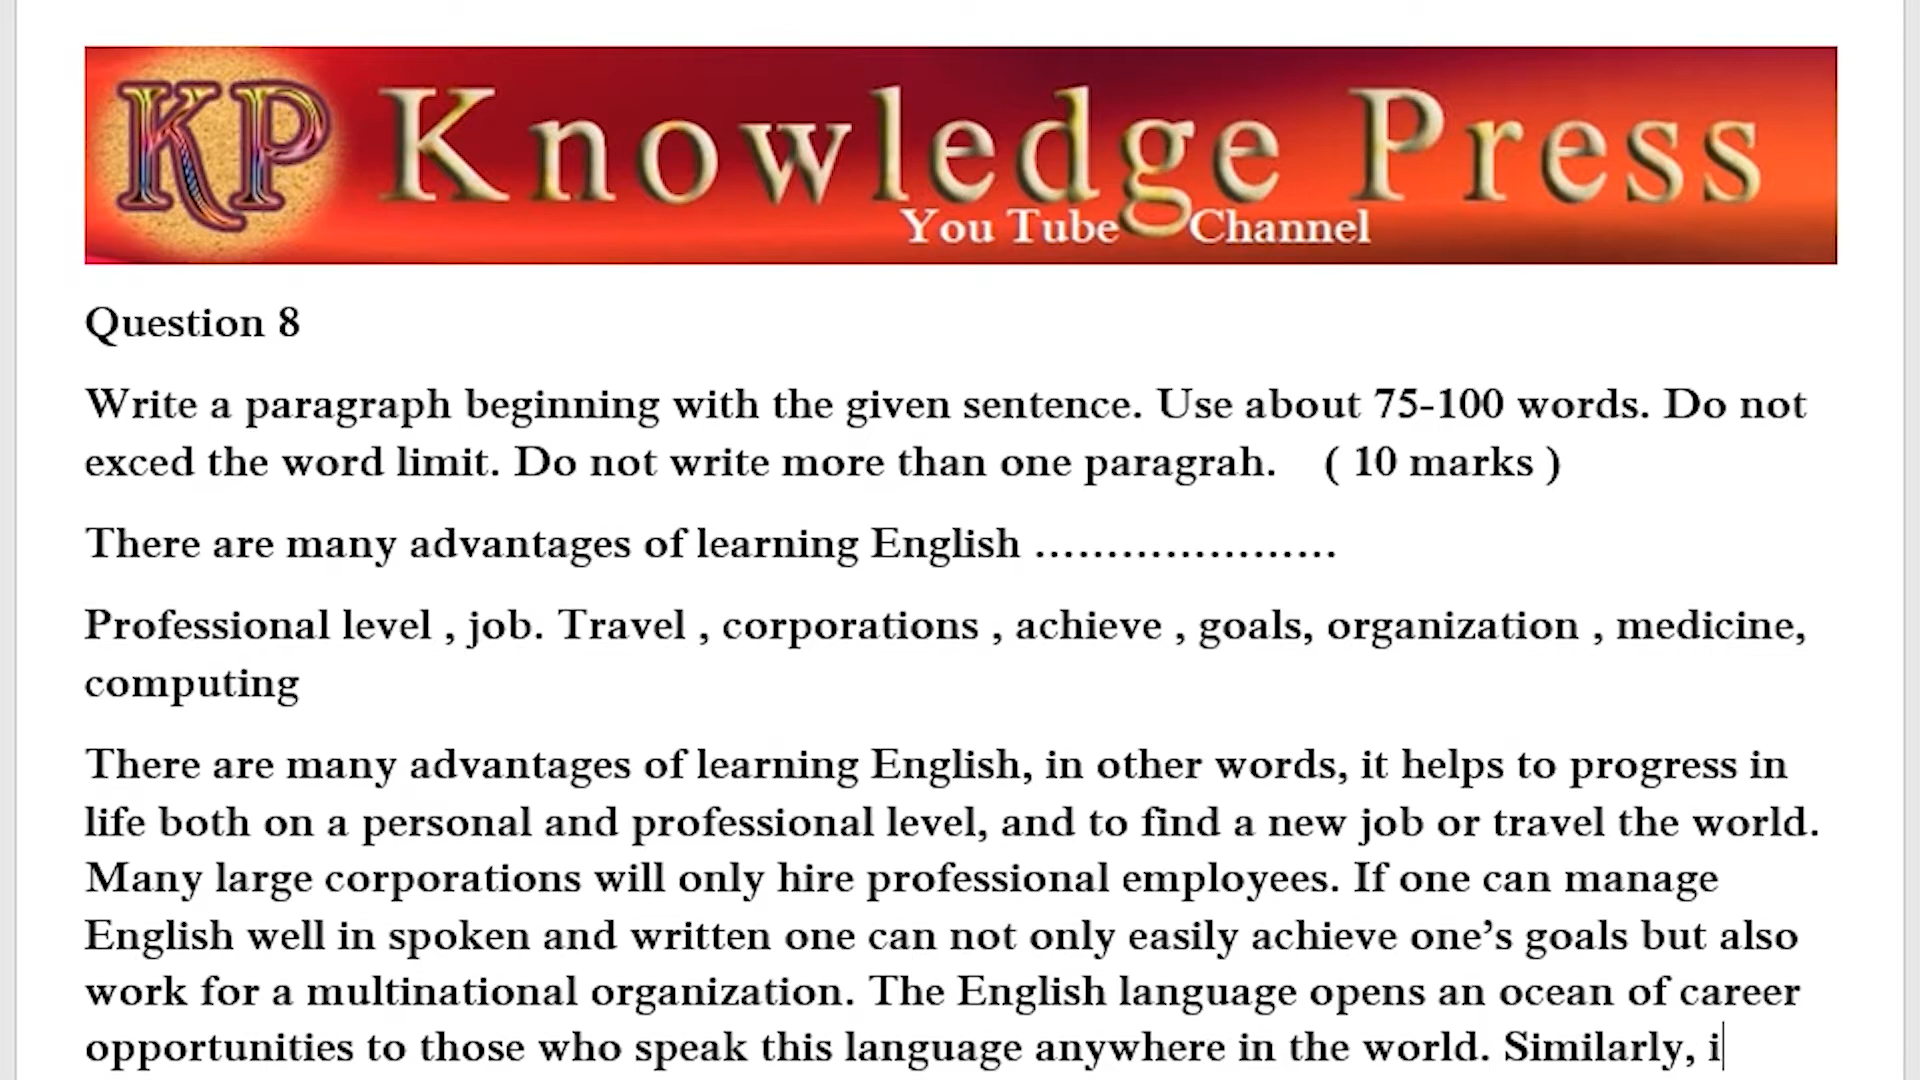 KP Knowledge Press
You Tube Channel
Question 8
Write a paragraph beginning with the given sentence. Use about 75-100 words. Do not
exced the word limit. Do not write more than one paragrah. ( 10 marks )
There are many advantages of learning English .....................
Professional level , job. Travel , corporations , achieve , goals, organization , medicine,
computing
There are many advantages of learning English, in other words, it helps to progress in
life both on a personal and professional level, and to find a new job or travel the world.
Many large corporations will only hire professional employees. If one can manage
English well in spoken and written one can not only easily achieve one’s goals but also
work for a multinational organization. The English language opens an ocean of career
opportunities to those who speak this language anywhere in the world. Similarly, i